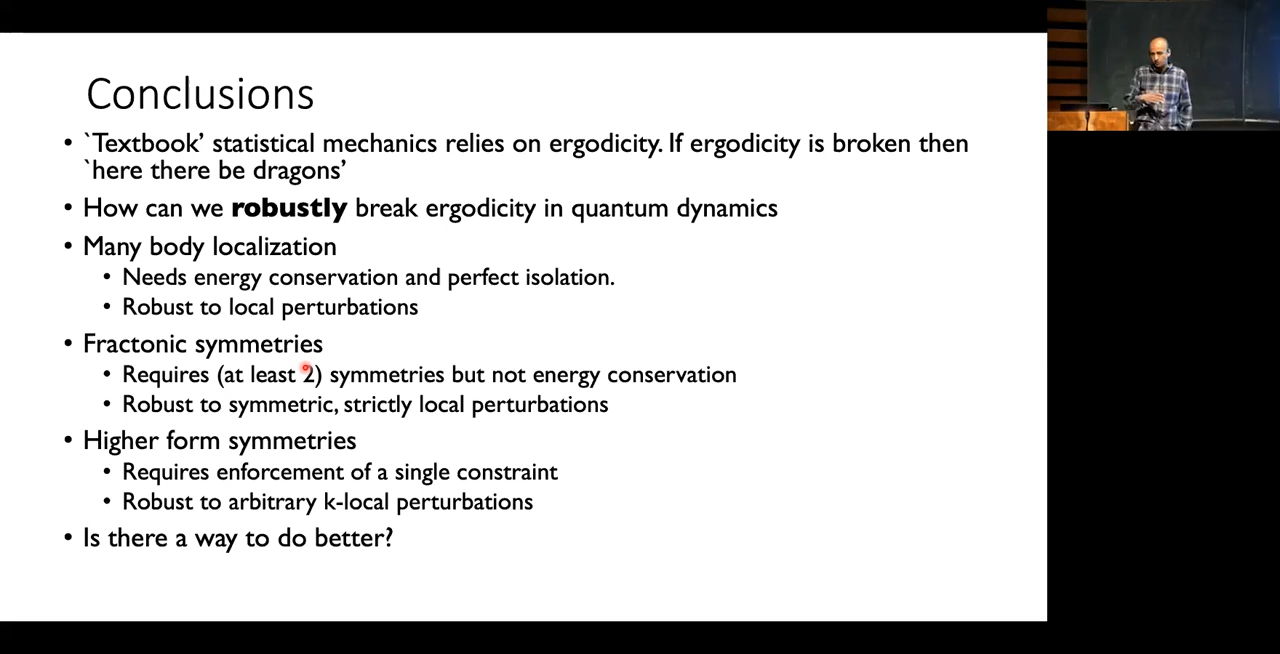 Conclusions
• `Textbook’ statistical mechanics relies on ergodicity. If ergodicity is broken then
`here there be dragons’
• How can we robustly break ergodicity in quantum dynamics
• Many body localization
• Needs energy conservation and perfect isolation.
• Robust to local perturbations
• Fractonic symmetries
• Requires (at least 2) symmetries but not energy conservation
• Robust to symmetric, strictly local perturbations
• Higher form symmetries
• Requires enforcement of a single constraint
• Robust to arbitrary k-local perturbations
• Is there a way to do better?